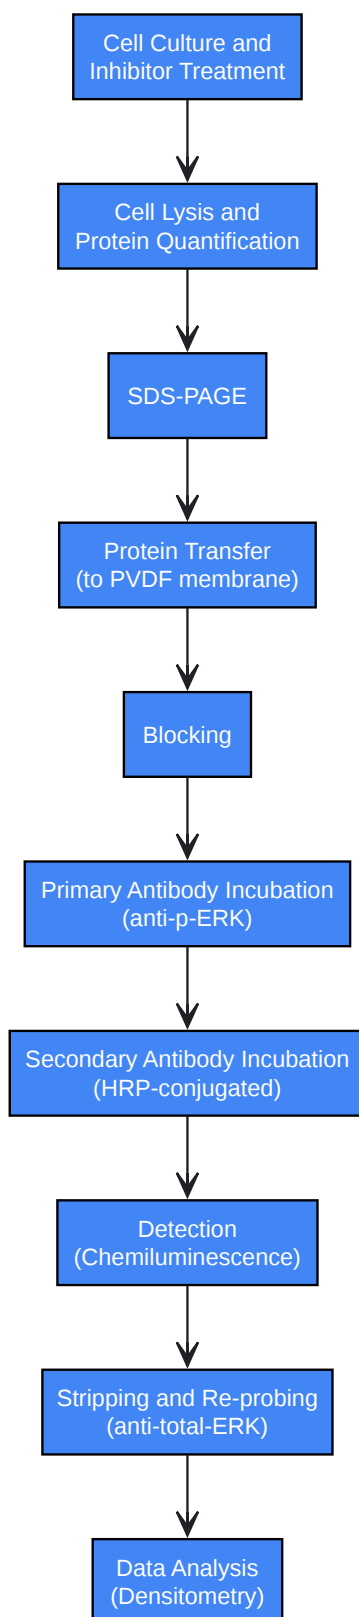 Cell Culture and
Inhibitor Treatment
Cell Lysis and
Protein Quantification
SDS-PAGE
Protein Transfer
(to PVDF membrane)
Blocking
Primary Antibody Incubation
(anti-p-ERK)
Secondary Antibody Incubation
(HRP-conjugated)
Detection
(Chemiluminescence)
Stripping and Re-probing
(anti-total-ERK)
Data Analysis
(Densitometry)